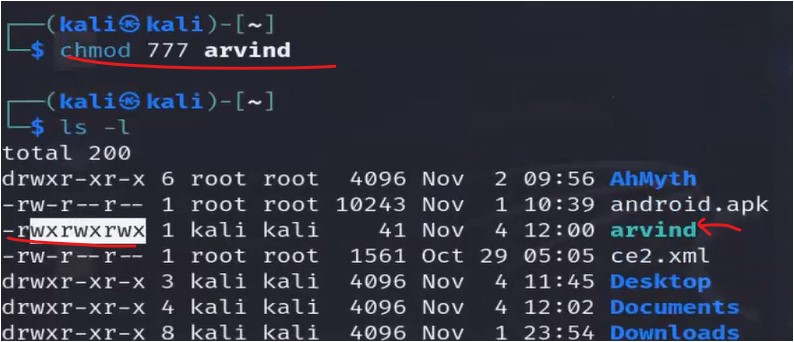 ┌──(kali㉿kali)-[~]
└─$ chmod 777 arvind
┌──(kali㉿kali)-[~]
└─$ ls -l
total 200
drwxr-xr-x 6 root root  4096 Nov  2 09:56 AhMyth
-rw-r--r-- 1 root root 10243 Nov  1 10:39 android.apk
-rwxrwxrwx 1 kali kali    41 Nov  4 12:00 arvind
-rw-r--r-- 1 root root  1561 Oct 29 05:05 ce2.xml
drwxr-xr-x 3 kali kali  4096 Nov  4 11:45 Desktop
drwxr-xr-x 4 kali kali  4096 Nov  4 12:02 Documents
drwxr-xr-x 8 kali kali  4096 Nov  1 23:54 Downloads